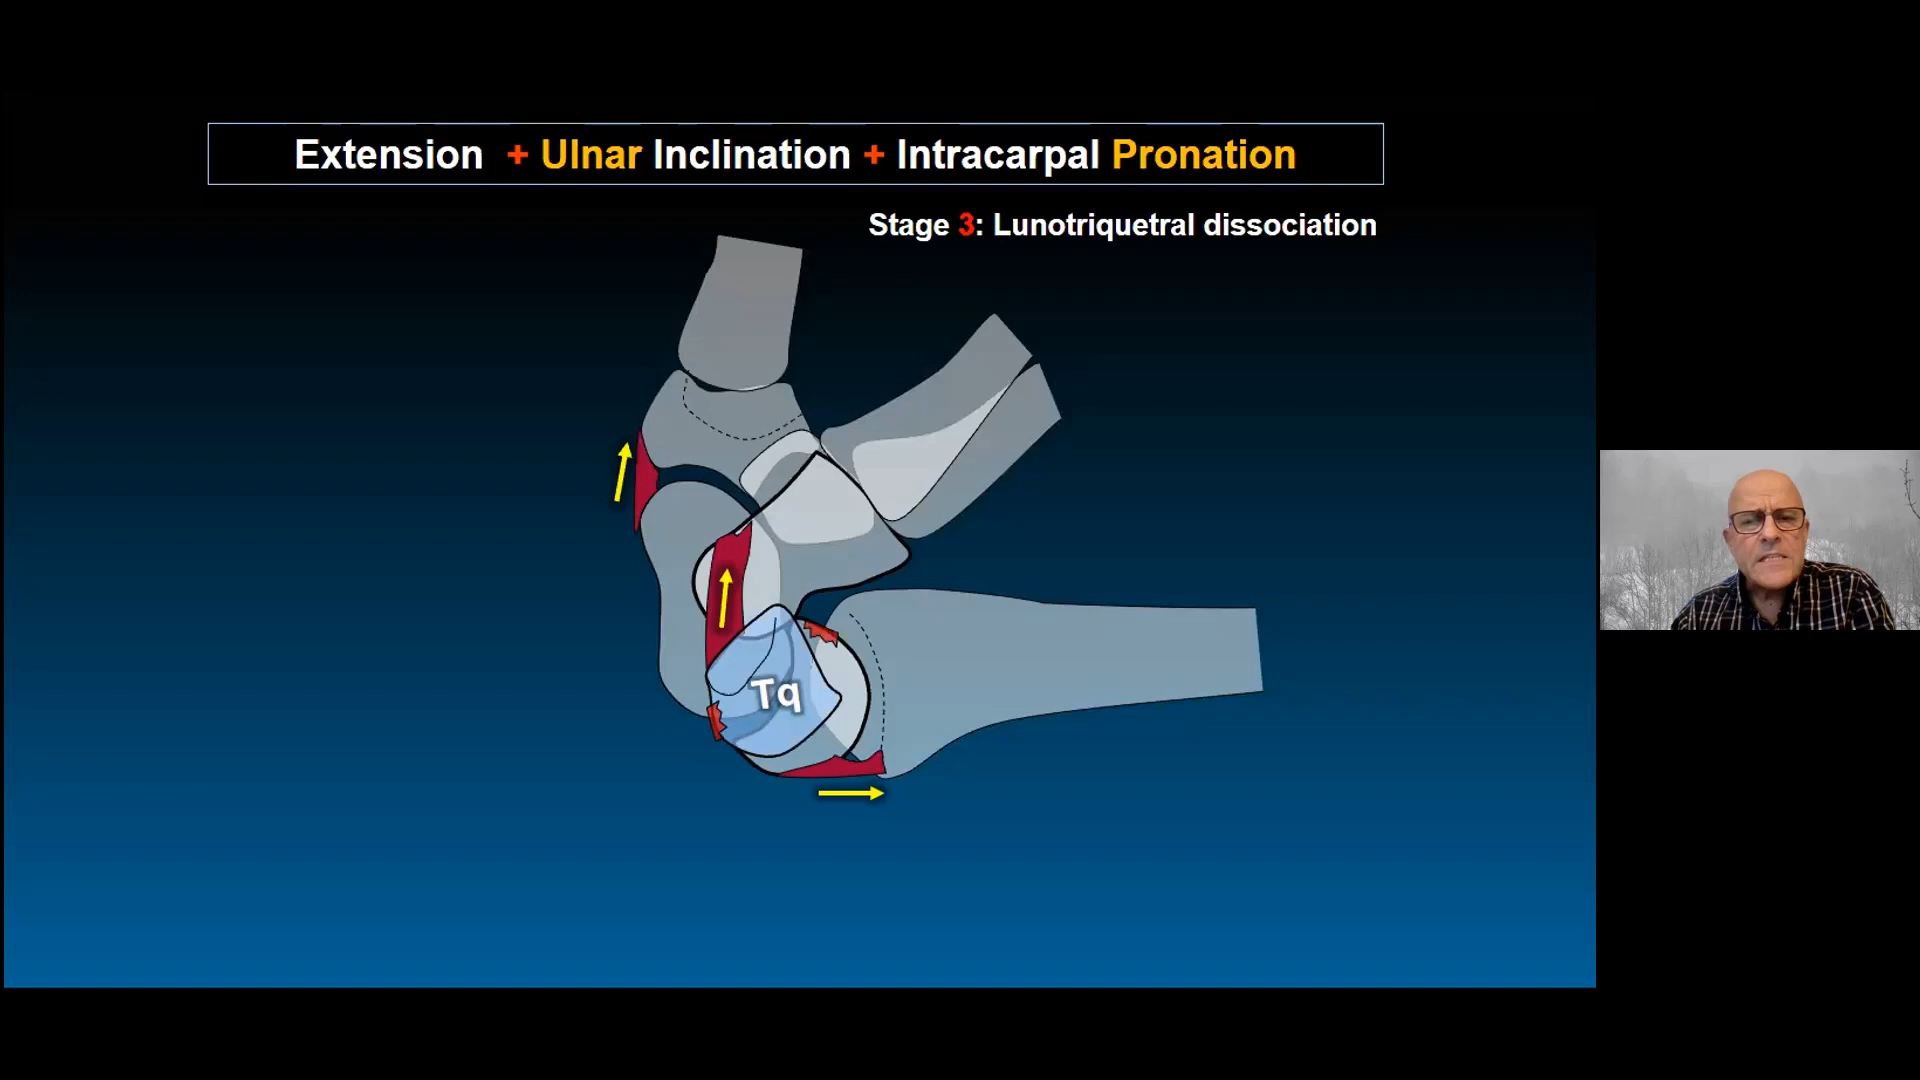 Extension + Ulnar Inclination + Intracarpal Pronation
Stage 3: Lunotriquetral dissociation
Tq